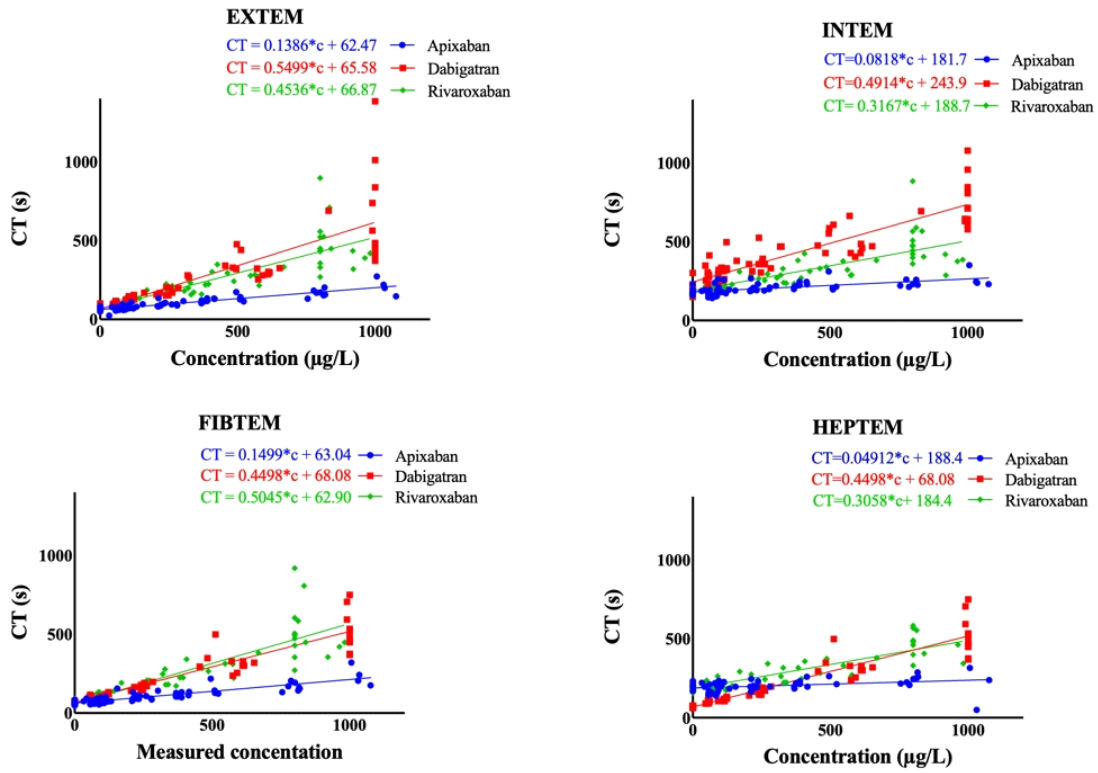 EXTEM
CT = 0.1386*c + 62.47 Apixaban
CT = 0.5499*c + 65.58 Dabigatran
CT = 0.4536*c + 66.87 Rivaroxaban
1000
500
0
CT (s)
0 500 1000
Concentration (µg/L)
INTEM
CT=0.0818*c + 181.7 Apixaban
CT=0.4914*c + 243.9 Dabigatran
CT= 0.3167*c + 188.7 Rivaroxaban
1000
500
0
CT (s)
0 500 1000
Concentration (µg/L)
FIBTEM
CT = 0.1499*c + 63.04 Apixaban
CT = 0.4498*c + 68.08 Dabigatran
CT = 0.5045*c + 62.90 Rivaroxaban
1000
500
0
CT (s)
0 500 1000
Measured concentation
HEPTEM
CT=0.04912*c + 188.4 Apixaban
CT=0.4498*c + 68.08 Dabigatran
CT=0.3058*c+ 184.4 Rivaroxaban
1000
500
0
CT (s)
0 500 1000
Concentration (µg/L)